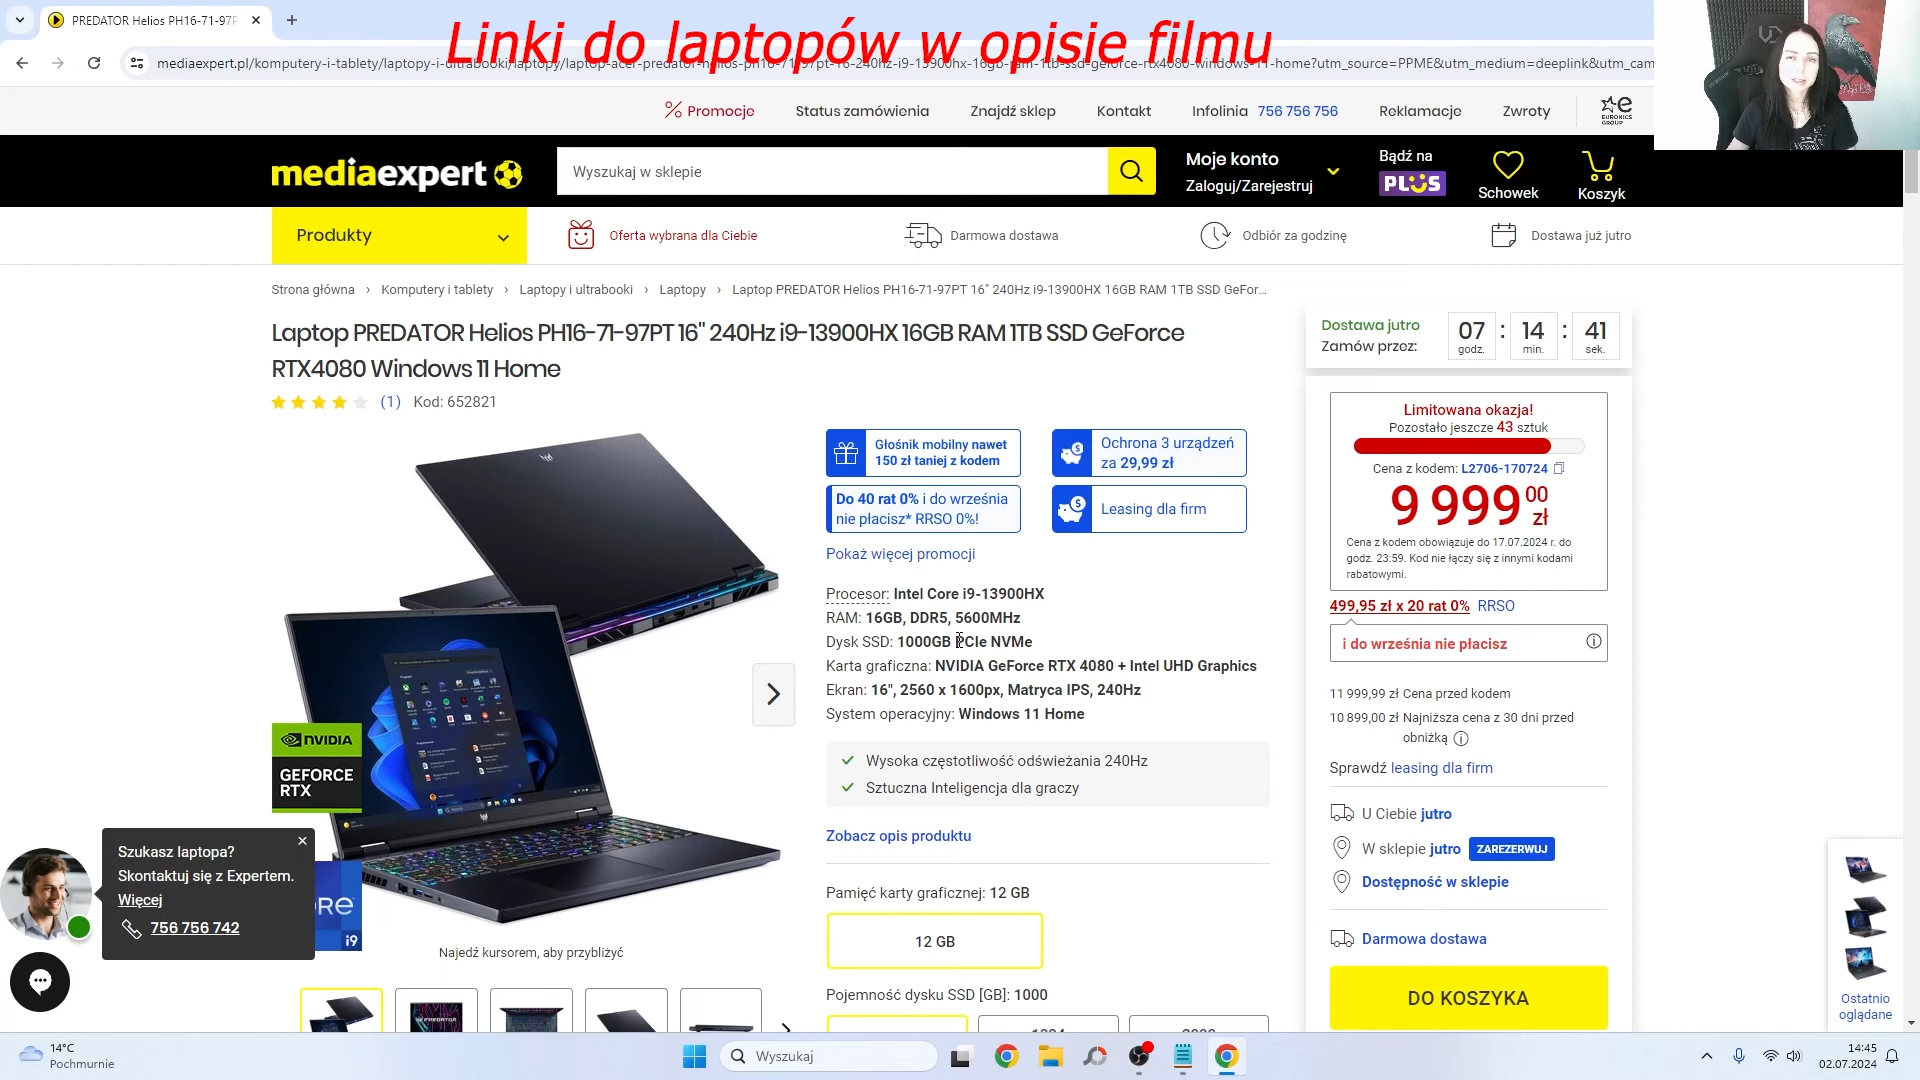 PREDATOR Helios PH16-71-97P
Linki do laptopów w opisie filmu
mediaexpert.pl/komputery-i-tablety/laptopy-i-ultrabooki/laptopy/laptop-acer-predator-helios-ph16-71-97pt-16-240hz-i9-13900hx-16gb-ram-1tb-ssd-geforce-rtx4080-windows-11-home?utm_source=PPME&utm_medium=deeplink&utm_cam
Promocje
Status zamówienia
Znajdź sklep
Kontakt
Infolinia 756 756 756
Reklamacje
Zwroty
e
EURONICS
GROUP
mediaexpert
Wyszukaj w sklepie
Moje konto
Zaloguj/Zarejestruj
Bądź na
PLUS
Schowek
Koszyk
Produkty
Oferta wybrana dla Ciebie
Darmowa dostawa
Odbiór za godzinę
Dostawa już jutro
Strona główna › Komputery i tablety › Laptopy i ultrabooki › Laptopy › Laptop PREDATOR Helios PH16-71-97PT 16" 240Hz i9-13900HX 16GB RAM 1TB SSD GeFor...
Laptop PREDATOR Helios PH16-71-97PT 16" 240Hz i9-13900HX 16GB RAM 1TB SSD GeForce
RTX4080 Windows 11 Home
(1) Kod: 652821
Głośnik mobilny nawet
150 zł taniej z kodem
Ochrona 3 urządzeń
za 29,99 zł
Do 40 rat 0% i do września
nie płacisz* RRSO 0%!
Leasing dla firm
Pokaż więcej promocji
Procesor: Intel Core i9-13900HX
RAM: 16GB, DDR5, 5600MHz
Dysk SSD: 1000GB PCIe NVMe
Karta graficzna: NVIDIA GeForce RTX 4080 + Intel UHD Graphics
Ekran: 16", 2560 x 1600px, Matryca IPS, 240Hz
System operacyjny: Windows 11 Home
Wysoka częstotliwość odświeżania 240Hz
Sztuczna Inteligencja dla graczy
Zobacz opis produktu
Pamięć karty graficznej: 12 GB
12 GB
Pojemność dysku SSD [GB]: 1000
NVIDIA
GEFORCE
RTX
i9
Najedź kursorem, aby przybliżyć
Szukasz laptopa?
Skontaktuj się z Expertem.
Więcej
756 756 742
Dostawa jutro
Zamów przez:
07 : 14 : 41
godz. min. sek.
Limitowana okazja!
Pozostało jeszcze 43 sztuk
Cena z kodem: L2706-170724
9 999 00 zł
Cena z kodem obowiązuje do 17.07.2024 r. do
godz. 23:59. Kod nie łączy się z innymi kodami
rabatowymi.
499,95 zł x 20 rat 0% RRSO
i do września nie płacisz
11 999,99 zł Cena przed kodem
10 899,00 zł Najniższa cena z 30 dni przed
obniżką
Sprawdź leasing dla firm
U Ciebie jutro
W sklepie jutro ZAREZERWUJ
Dostępność w sklepie
Darmowa dostawa
DO KOSZYKA
Ostatnio
oglądane
14°C
Pochmurnie
Wyszukaj
14:45
02.07.2024